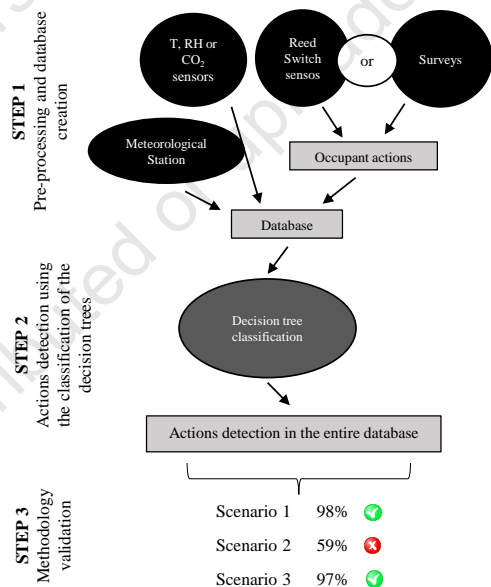 STEP 1
Pre-processing and database
creation
T, RH or
CO2
sensors
Reed
Switch
sensos
or
Surveys
Meteorological
Station
Occupant actions
Database
STEP 2
Actions detection using
the classification of the
decision trees
Decision tree
classification
Actions detection in the entire database
STEP 3
Methodology
validation
Scenario 1 98%
Scenario 2 59%
Scenario 3 97%